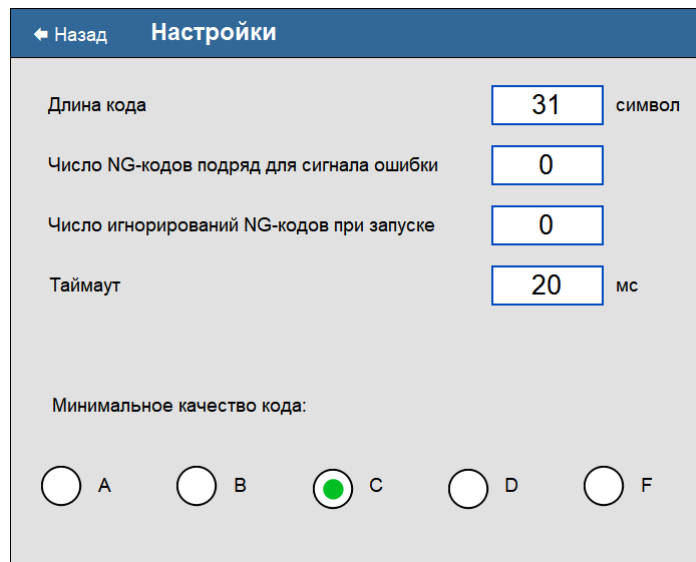 Назад Настройки
Длина кода 31 символ
Число NG-кодов подряд для сигнала ошибки 0
Число игнорирований NG-кодов при запуске 0
Таймаут 20 мс
Минимальное качество кода:
A B C D F